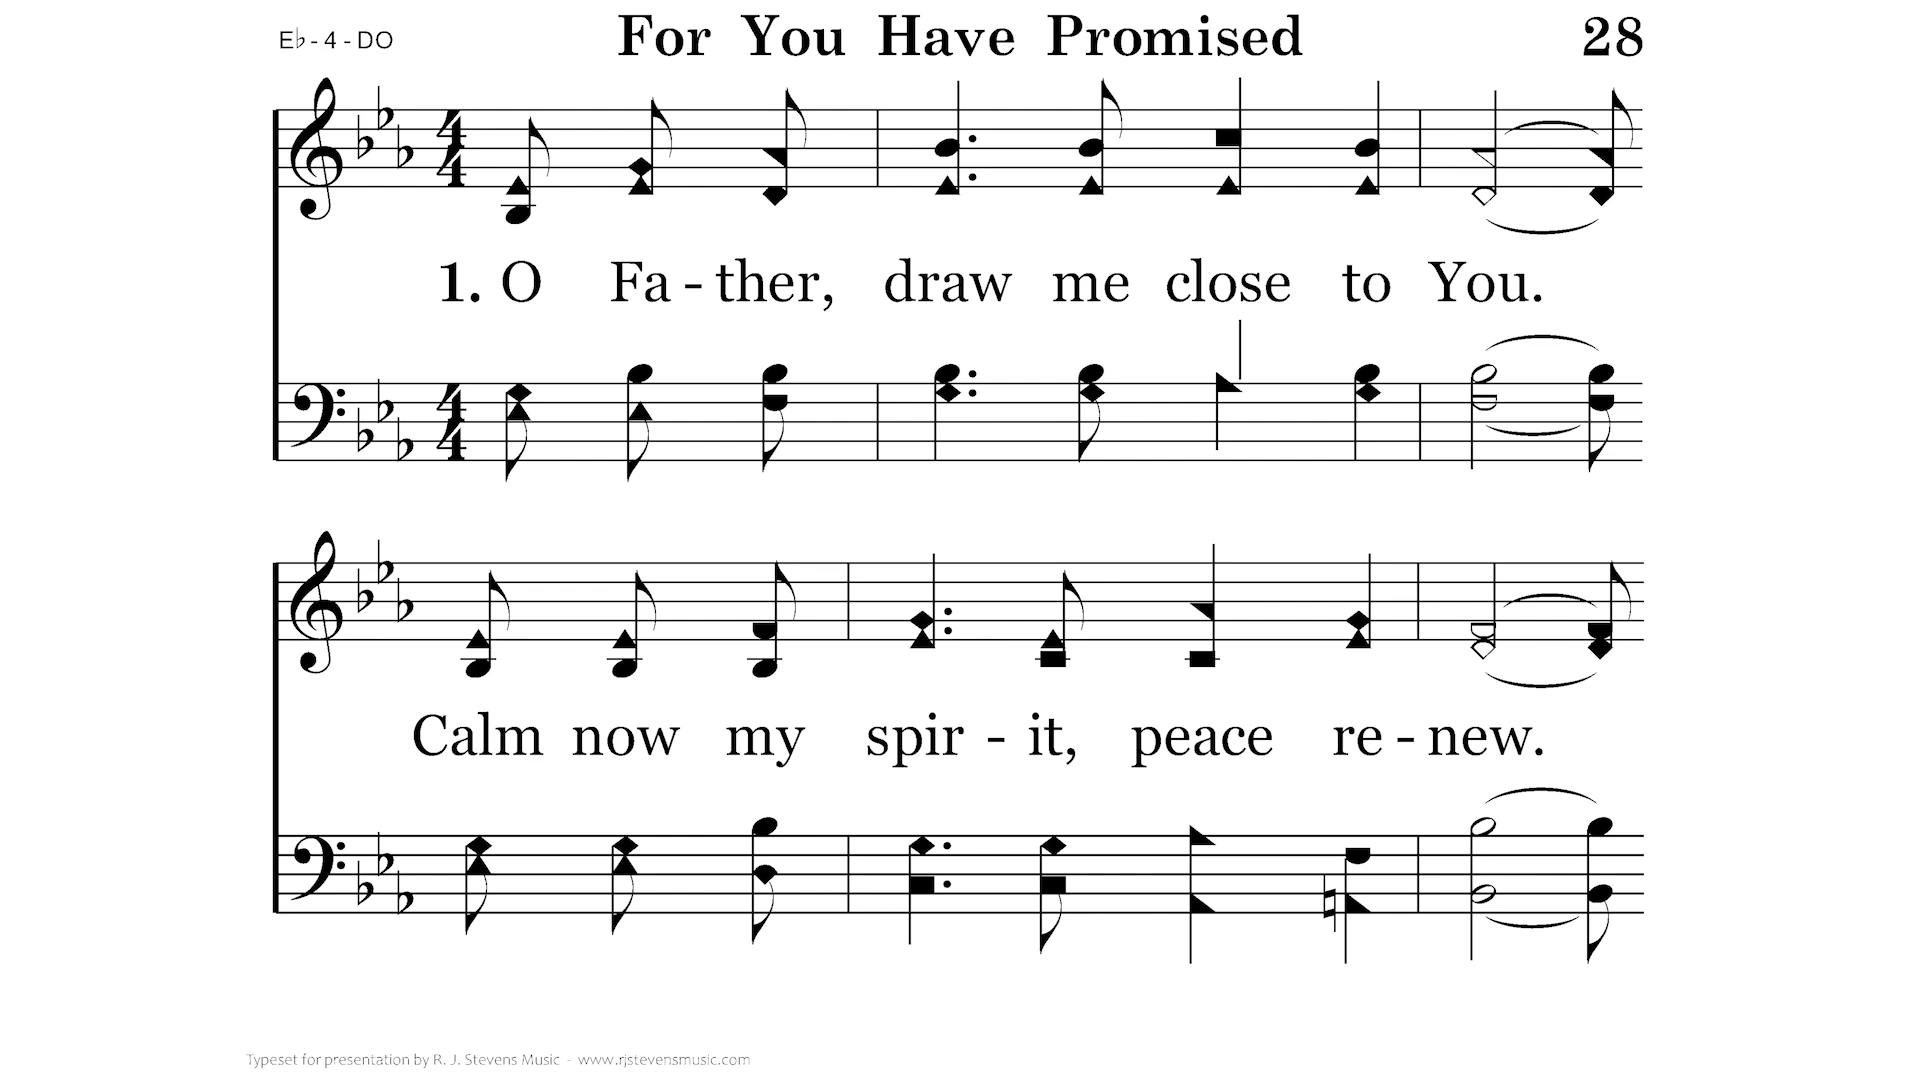 E♭ - 4 - DO For You Have Promised 28
1. O Fa - ther, draw me close to You.
Calm now my spir - it, peace re - new.
Typeset for presentation by R. J. Stevens Music - www.rjstevensmusic.com